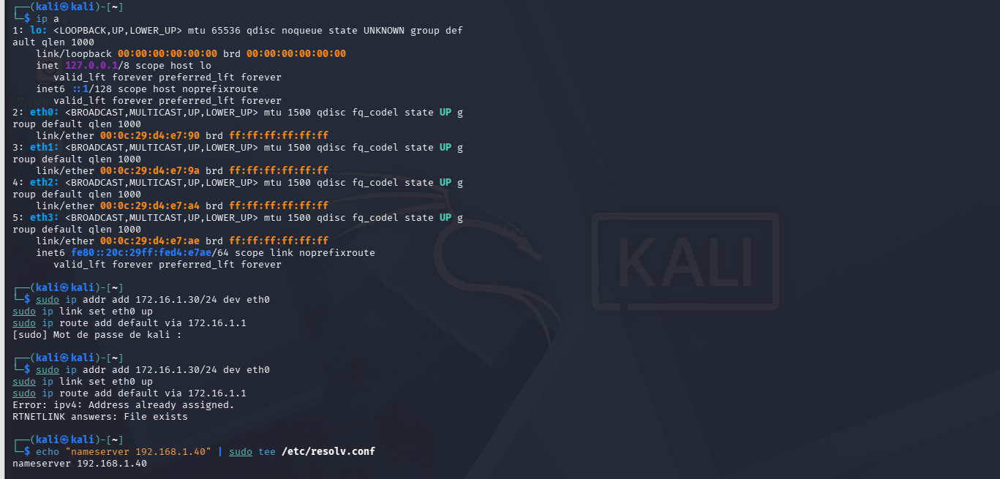 ┌──(kali㉿kali)-[~]
└─$ ip a
1: lo: <LOOPBACK,UP,LOWER_UP> mtu 65536 qdisc noqueue state UNKNOWN group def
ault qlen 1000
    link/loopback 00:00:00:00:00:00 brd 00:00:00:00:00:00
    inet 127.0.0.1/8 scope host lo
       valid_lft forever preferred_lft forever
    inet6 ::1/128 scope host noprefixroute
       valid_lft forever preferred_lft forever
2: eth0: <BROADCAST,MULTICAST,UP,LOWER_UP> mtu 1500 qdisc fq_codel state UP g
roup default qlen 1000
    link/ether 00:0c:29:d4:e7:90 brd ff:ff:ff:ff:ff:ff
3: eth1: <BROADCAST,MULTICAST,UP,LOWER_UP> mtu 1500 qdisc fq_codel state UP g
roup default qlen 1000
    link/ether 00:0c:29:d4:e7:9a brd ff:ff:ff:ff:ff:ff
4: eth2: <BROADCAST,MULTICAST,UP,LOWER_UP> mtu 1500 qdisc fq_codel state UP g
roup default qlen 1000
    link/ether 00:0c:29:d4:e7:a4 brd ff:ff:ff:ff:ff:ff
5: eth3: <BROADCAST,MULTICAST,UP,LOWER_UP> mtu 1500 qdisc fq_codel state UP g
roup default qlen 1000
    link/ether 00:0c:29:d4:e7:ae brd ff:ff:ff:ff:ff:ff
    inet6 fe80::20c:29ff:fed4:e7ae/64 scope link noprefixroute
       valid_lft forever preferred_lft forever
┌──(kali㉿kali)-[~]
└─$ sudo ip addr add 172.16.1.30/24 dev eth0
sudo ip link set eth0 up
sudo ip route add default via 172.16.1.1
[sudo] Mot de passe de kali :
┌──(kali㉿kali)-[~]
└─$ sudo ip addr add 172.16.1.30/24 dev eth0
sudo ip link set eth0 up
sudo ip route add default via 172.16.1.1
Error: ipv4: Address already assigned.
RTNETLINK answers: File exists
┌──(kali㉿kali)-[~]
└─$ echo "nameserver 192.168.1.40" | sudo tee /etc/resolv.conf
nameserver 192.168.1.40
KALI